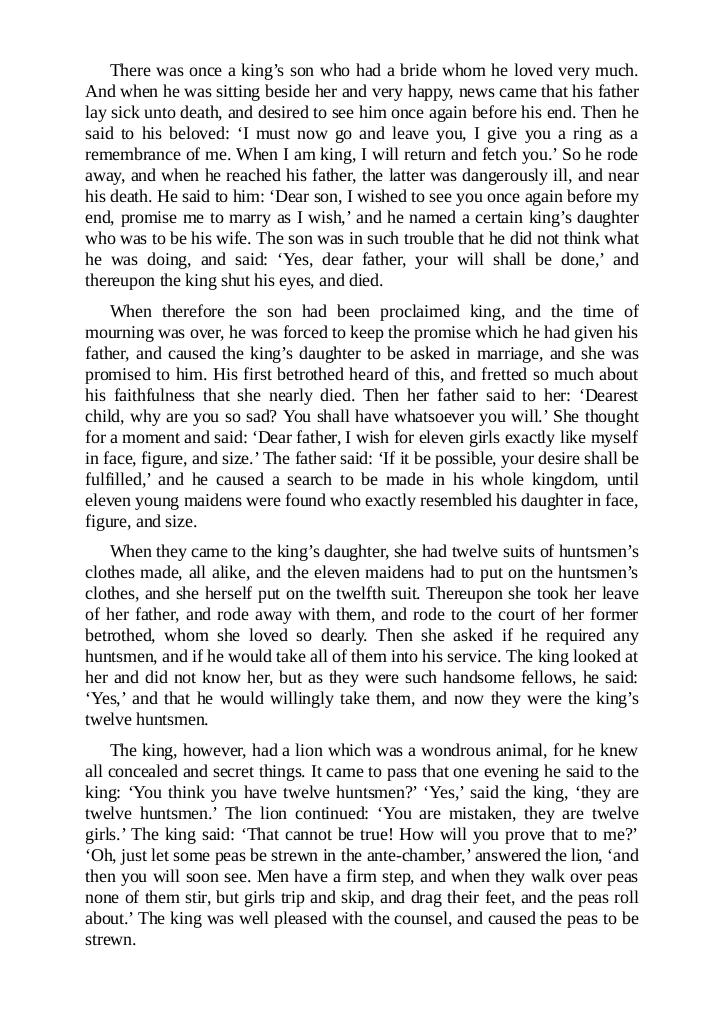 There was once a king’s son who had a bride whom he loved very much.
And when he was sitting beside her and very happy, news came that his father
lay sick unto death, and desired to see him once again before his end. Then he
said to his beloved: ‘I must now go and leave you, I give you a ring as a
remembrance of me. When I am king, I will return and fetch you.’ So he rode
away, and when he reached his father, the latter was dangerously ill, and near
his death. He said to him: ‘Dear son, I wished to see you once again before my
end, promise me to marry as I wish,’ and he named a certain king’s daughter
who was to be his wife. The son was in such trouble that he did not think what
he was doing, and said: ‘Yes, dear father, your will shall be done,’ and
thereupon the king shut his eyes, and died.
When therefore the son had been proclaimed king, and the time of
mourning was over, he was forced to keep the promise which he had given his
father, and caused the king’s daughter to be asked in marriage, and she was
promised to him. His first betrothed heard of this, and fretted so much about
his faithfulness that she nearly died. Then her father said to her: ‘Dearest
child, why are you so sad? You shall have whatsoever you will.’ She thought
for a moment and said: ‘Dear father, I wish for eleven girls exactly like myself
in face, figure, and size.’ The father said: ‘If it be possible, your desire shall be
fulfilled,’ and he caused a search to be made in his whole kingdom, until
eleven young maidens were found who exactly resembled his daughter in face,
figure, and size.
When they came to the king’s daughter, she had twelve suits of huntsmen’s
clothes made, all alike, and the eleven maidens had to put on the huntsmen’s
clothes, and she herself put on the twelfth suit. Thereupon she took her leave
of her father, and rode away with them, and rode to the court of her former
betrothed, whom she loved so dearly. Then she asked if he required any
huntsmen, and if he would take all of them into his service. The king looked at
her and did not know her, but as they were such handsome fellows, he said:
‘Yes,’ and that he would willingly take them, and now they were the king’s
twelve huntsmen.
The king, however, had a lion which was a wondrous animal, for he knew
all concealed and secret things. It came to pass that one evening he said to the
king: ‘You think you have twelve huntsmen?’ ‘Yes,’ said the king, ‘they are
twelve huntsmen.’ The lion continued: ‘You are mistaken, they are twelve
girls.’ The king said: ‘That cannot be true! How will you prove that to me?’
‘Oh, just let some peas be strewn in the ante-chamber,’ answered the lion, ‘and
then you will soon see. Men have a firm step, and when they walk over peas
none of them stir, but girls trip and skip, and drag their feet, and the peas roll
about.’ The king was well pleased with the counsel, and caused the peas to be
strewn.